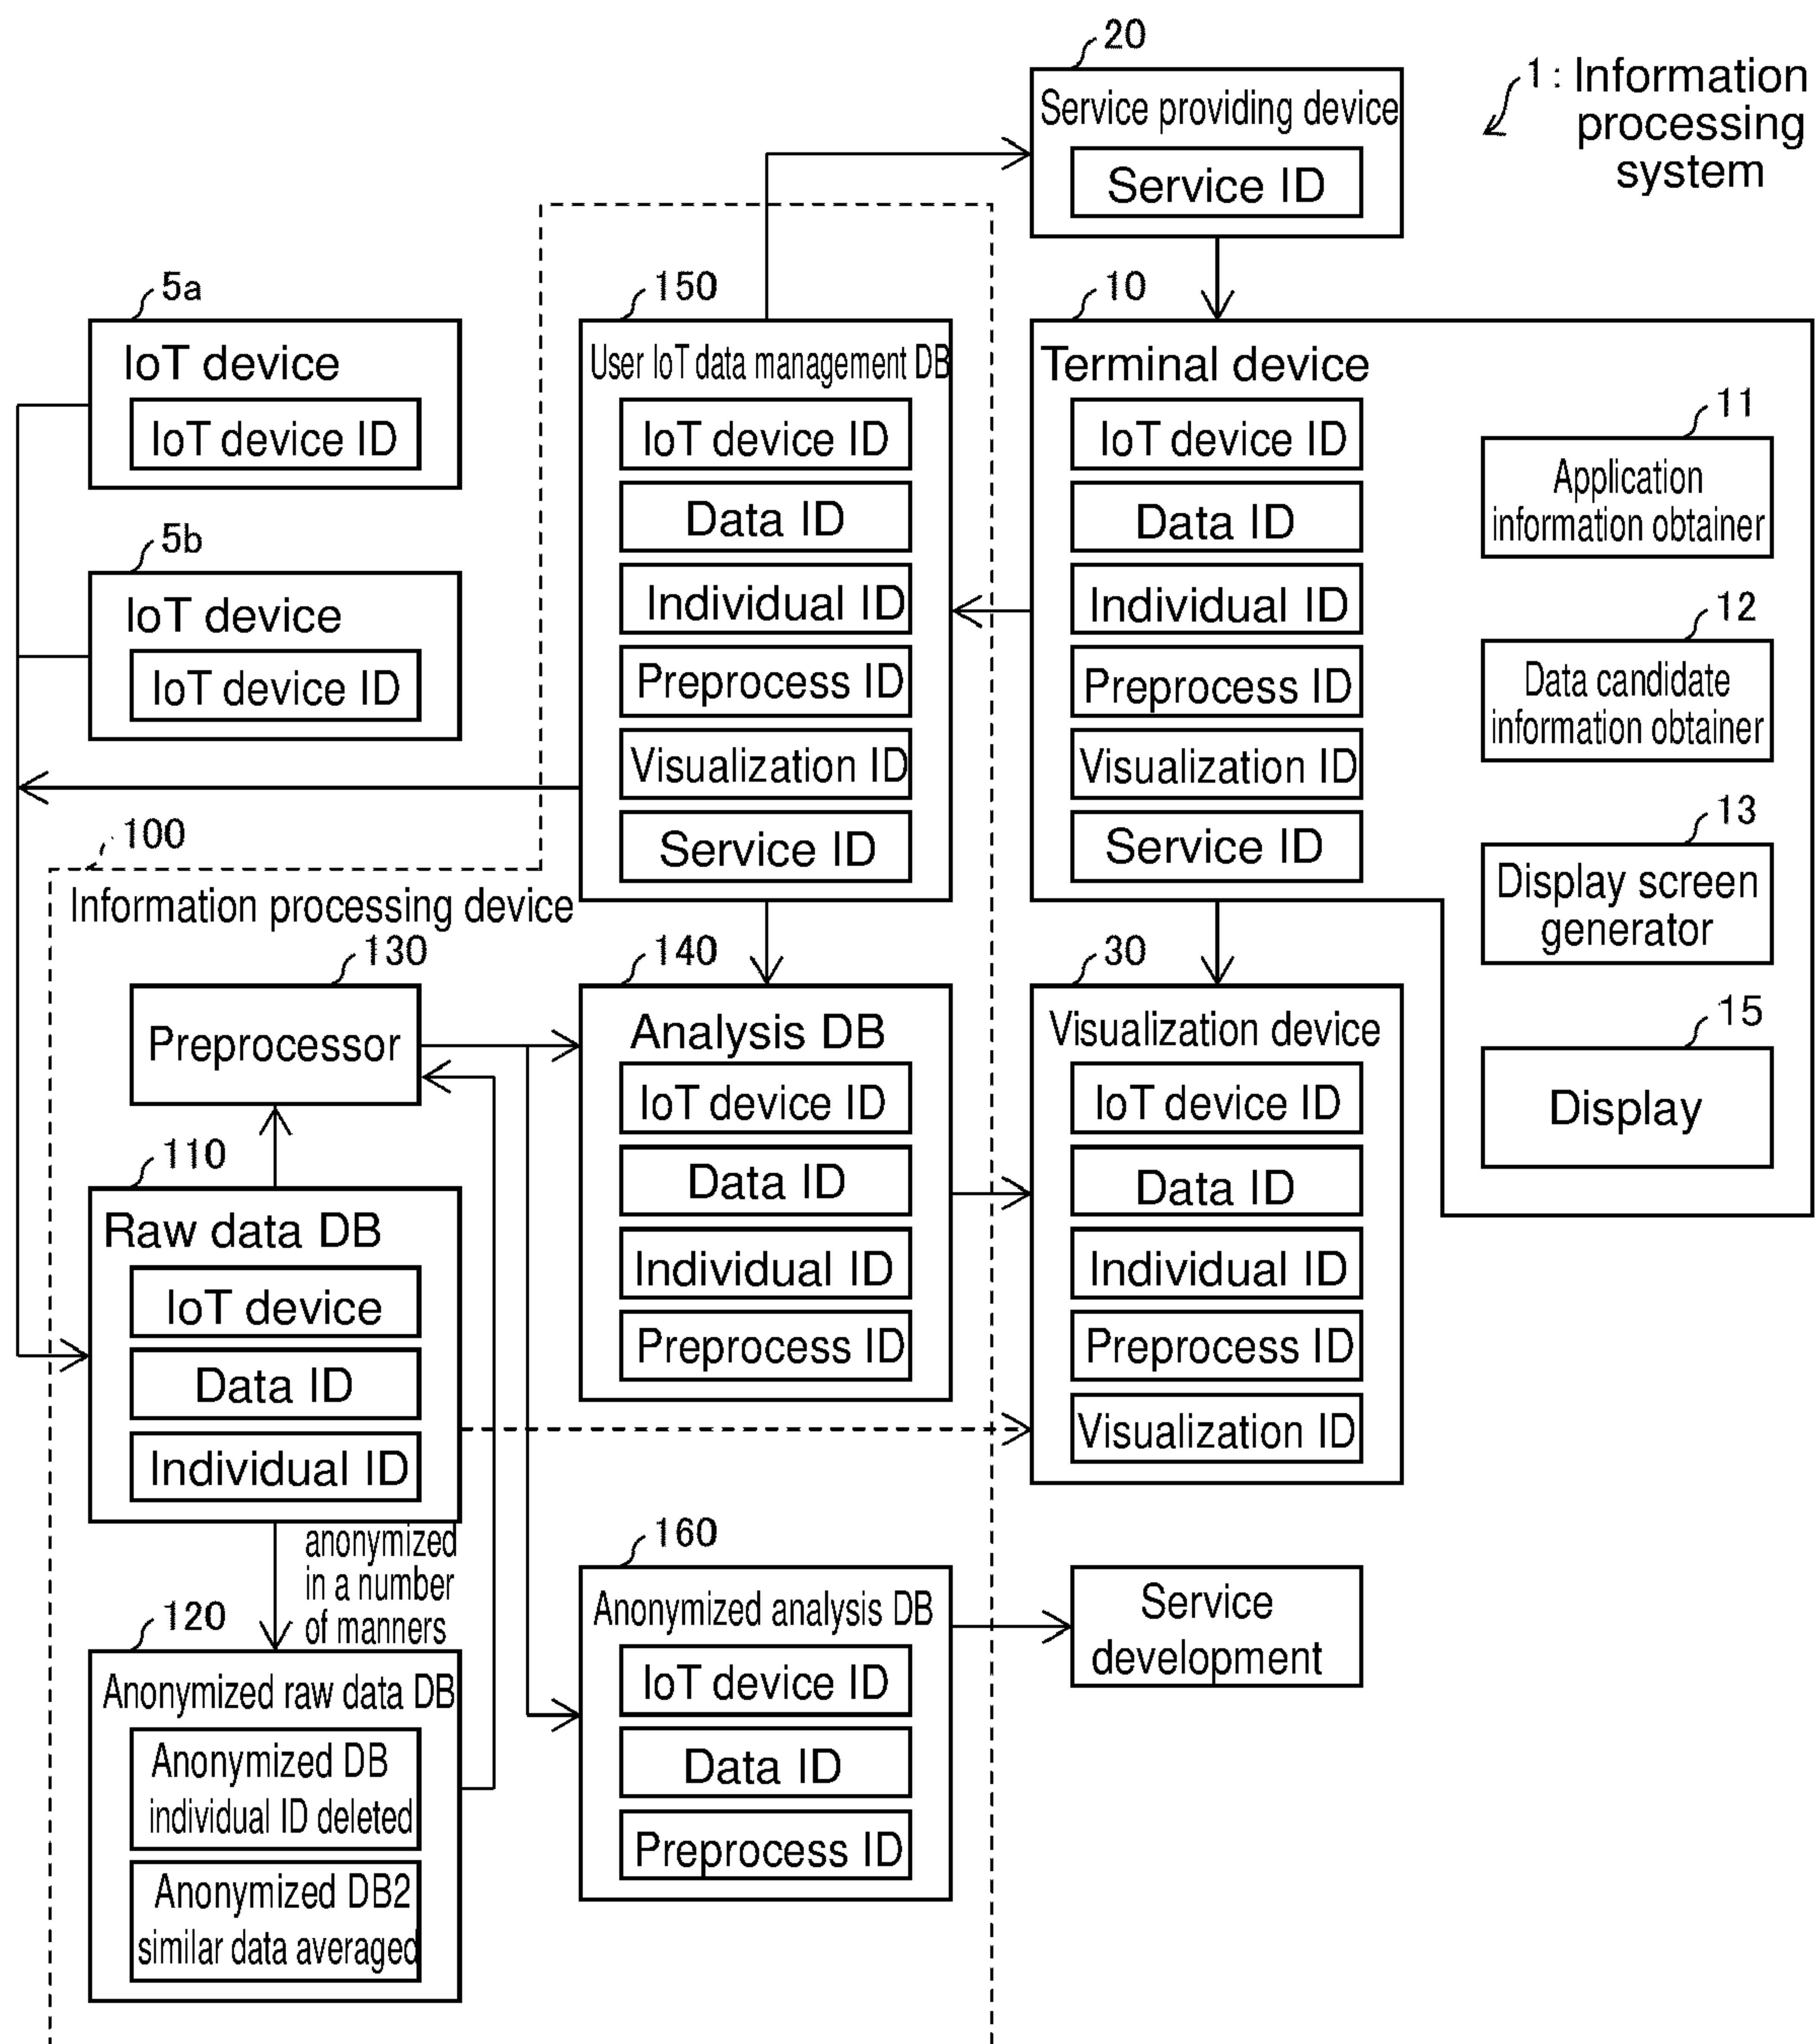 20
Service providing device
Service ID
1 : Information
processing
system
5a
IoT device
IoT device ID
5b
IoT device
IoT device ID
150
User IoT data management DB
IoT device ID
Data ID
Individual ID
Preprocess ID
Visualization ID
Service ID
10
Terminal device
IoT device ID
Data ID
Individual ID
Preprocess ID
Visualization ID
Service ID
11
Application
information obtainer
12
Data candidate
information obtainer
13
Display screen
generator
15
Display
100
Information processing device
130
Preprocessor
140
Analysis DB
IoT device ID
Data ID
Individual ID
Preprocess ID
30
Visualization device
IoT device ID
Data ID
Individual ID
Preprocess ID
Visualization ID
110
Raw data DB
IoT device
Data ID
Individual ID
anonymized
in a number
of manners
120
Anonymized raw data DB
Anonymized DB
individual ID deleted
Anonymized DB2
similar data averaged
160
Anonymized analysis DB
IoT device ID
Data ID
Preprocess ID
Service
development